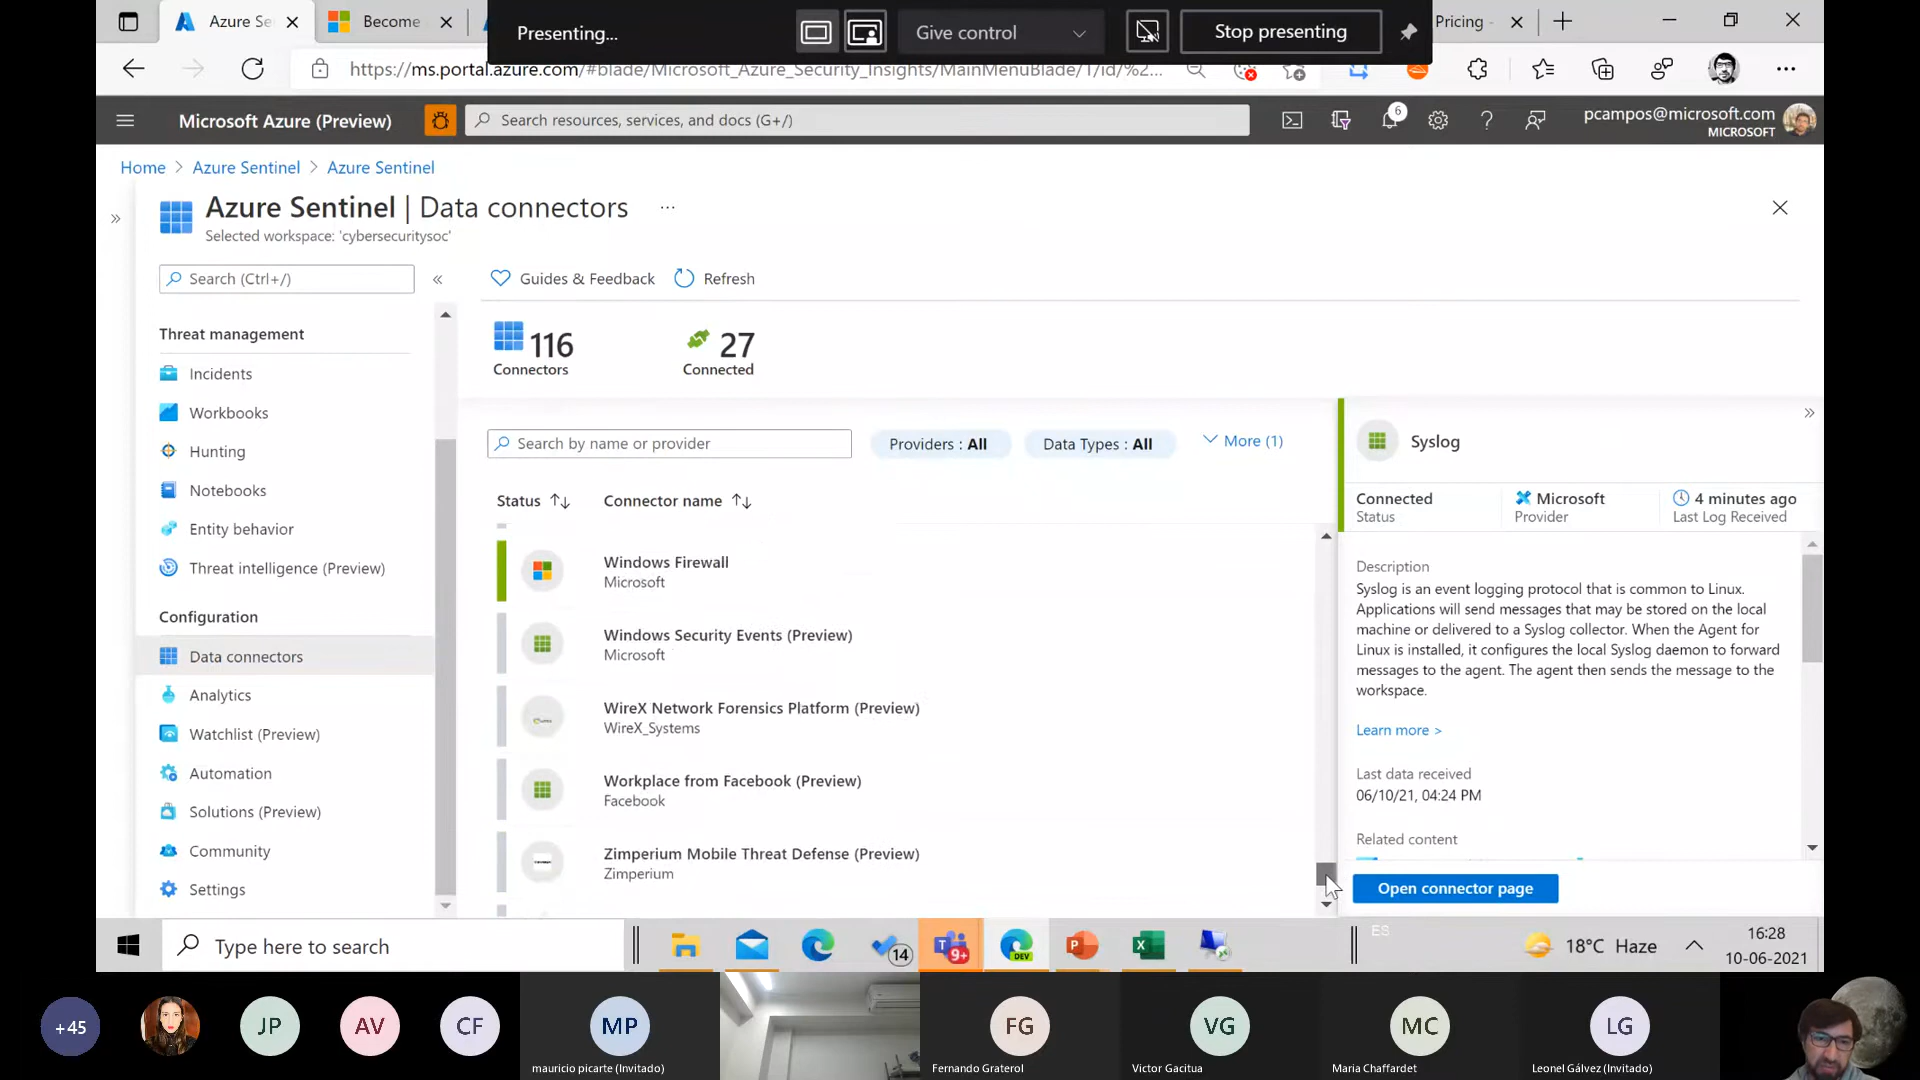 Azure Se
Become
Presenting...
Give control
Stop presenting
Pricing -
https://ms.portal.azure.com/#blade/Microsoft_Azure_Security_Insights/MainMenuBlade/7/id/%2...
Microsoft Azure (Preview)
Search resources, services, and docs (G+/)
6
pcampos@microsoft.com
MICROSOFT
Home > Azure Sentinel > Azure Sentinel
Azure Sentinel | Data connectors ...
Selected workspace: 'cybersecuritysoc'
Search (Ctrl+/)
Guides & Feedback
Refresh
Threat management
Incidents
Workbooks
Hunting
Notebooks
Entity behavior
Threat intelligence (Preview)
Configuration
Data connectors
Analytics
Watchlist (Preview)
Automation
Solutions (Preview)
Community
Settings
116
Connectors
27
Connected
Search by name or provider
Providers : All
Data Types : All
More (1)
Status
Connector name
Windows Firewall
Microsoft
Windows Security Events (Preview)
Microsoft
WireX Network Forensics Platform (Preview)
WireX_Systems
Workplace from Facebook (Preview)
Facebook
Zimperium Mobile Threat Defense (Preview)
Zimperium
Syslog
Connected
Status
Microsoft
Provider
4 minutes ago
Last Log Received
Description
Syslog is an event logging protocol that is common to Linux.
Applications will send messages that may be stored on the local
machine or delivered to a Syslog collector. When the Agent for
Linux is installed, it configures the local Syslog daemon to forward
messages to the agent. The agent then sends the message to the
workspace.
Learn more >
Last data received
06/10/21, 04:24 PM
Related content
Open connector page
Type here to search
14
9+
DEV
ES
18°C Haze
16:28
10-06-2021
+45
JP
AV
CF
MP
mauricio picarte (Invitado)
FG
Fernando Graterol
VG
Victor Gacitua
MC
Maria Chaffardet
LG
Leonel Gálvez (Invitado)